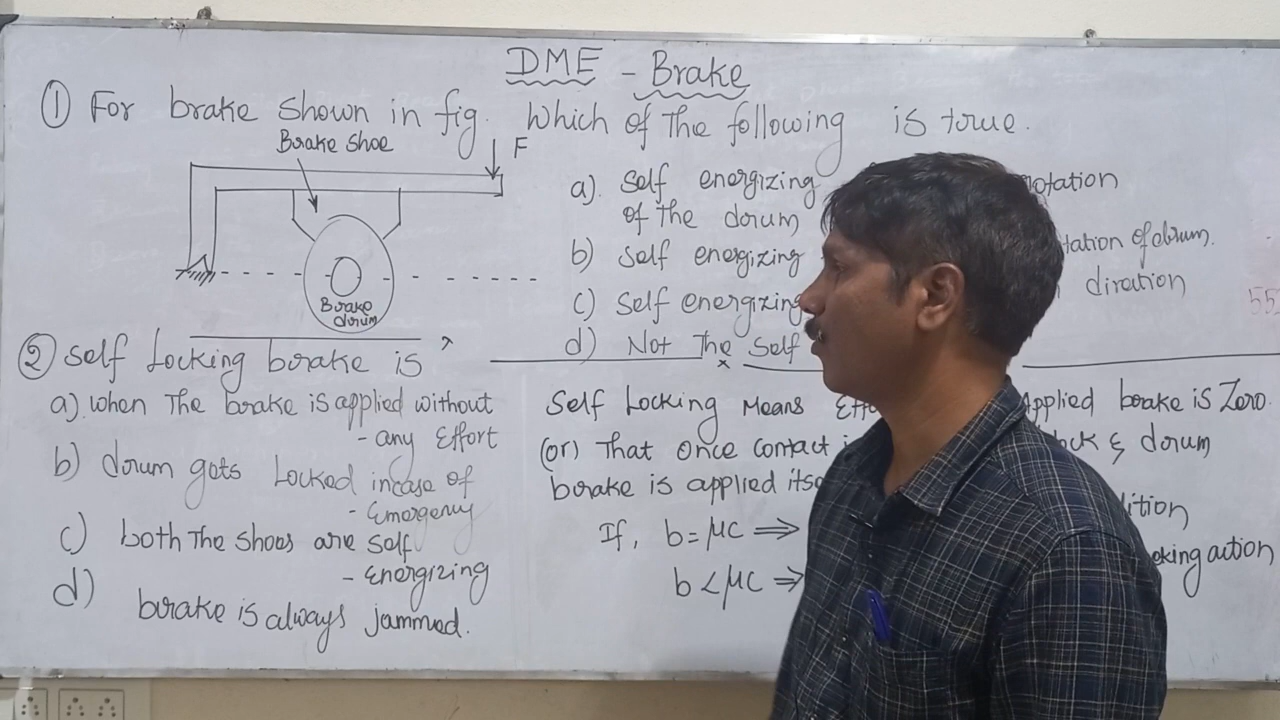 DME - Brake
① For brake shown in fig. Which of the following is true.
Brake shoe
F
Brake
drum
a). Self energizing rotation
of the drum
b) Self energizing tation of drum.
c) Self energizing direction
d) Not The Self
55
② Self Locking brake is
a). when The brake is applied without
- any Effort
b) drum gets Locked incase of
- Emergency
c) both The shoes are self
- Energizing
d) brake is always jammed.
Self Locking Means Applied brake is Zero.
(or) That once contact & drum
brake is applied
If, b = μc ⇒ dition
b < μc ⇒ action